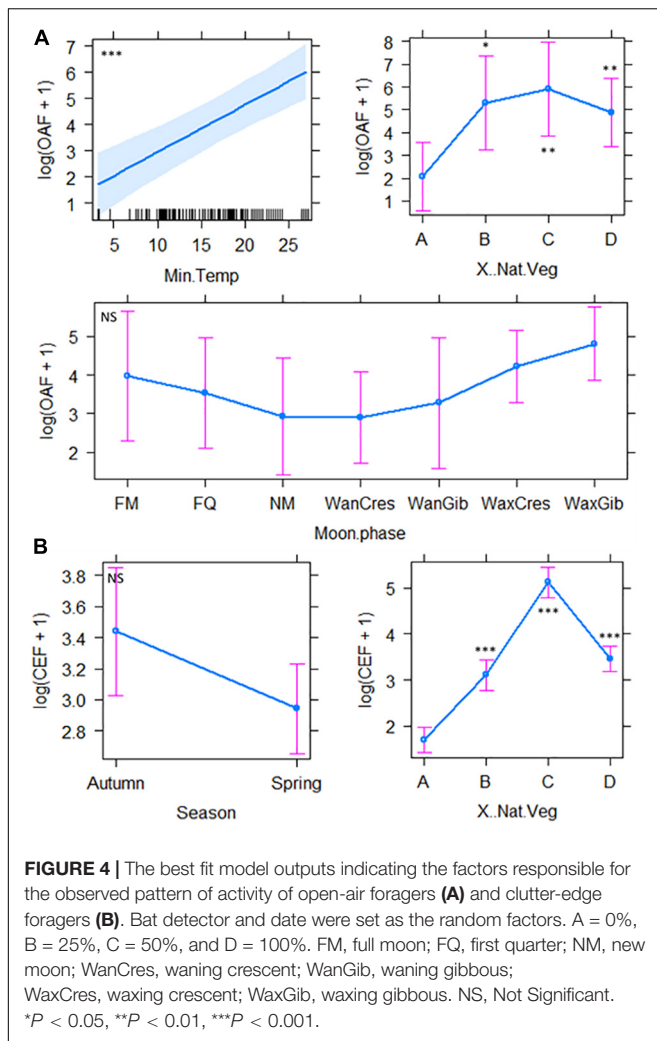 A
***
log(OAF + 1)
7
6
5
4
3
2
1
5 10 15 20 25
Min.Temp
log(OAF + 1)
8
7
6
5
4
3
2
1
*
**
**
A B C D
X..Nat.Veg
NS
log(OAF + 1)
5
4
3
2
FM FQ NM WanCres WanGib WaxCres WaxGib
Moon.phase
B
NS
log(CEF + 1)
3.8
3.6
3.4
3.2
3.0
2.8
Autumn Spring
Season
log(CEF + 1)
5
4
3
2
***
***
***
A B C D
X..Nat.Veg
FIGURE 4 | The best fit model outputs indicating the factors responsible for
the observed pattern of activity of open-air foragers (A) and clutter-edge
foragers (B). Bat detector and date were set as the random factors. A = 0%,
B = 25%, C = 50%, and D = 100%. FM, full moon; FQ, first quarter; NM, new
moon; WanCres, waning crescent; WanGib, waning gibbous;
WaxCres, waxing crescent; WaxGib, waxing gibbous. NS, Not Significant.
*P < 0.05, **P < 0.01, ***P < 0.001.